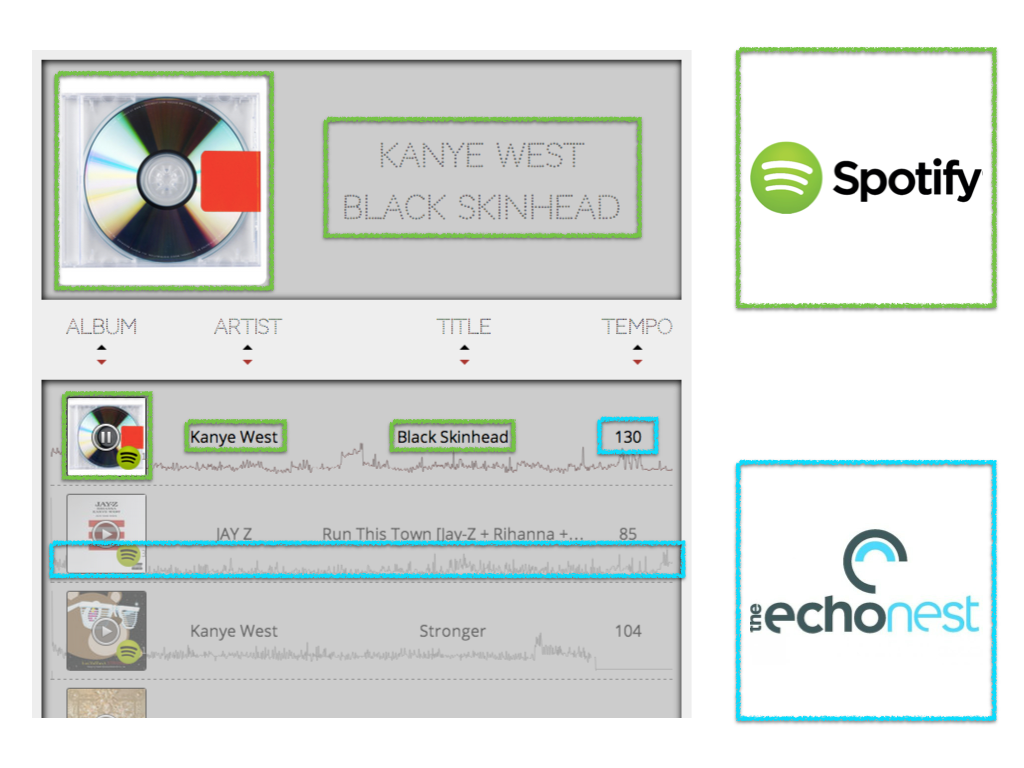 KANYE WEST
BLACK SKINHEAD
Spotify
ALBUM ARTIST TITLE TEMPO
Kanye West Black Skinhead 130
JAY Z Run This Town [Jay-Z + Rihanna +... 85
JAY-Z
Kanye West Stronger 104
the echonest